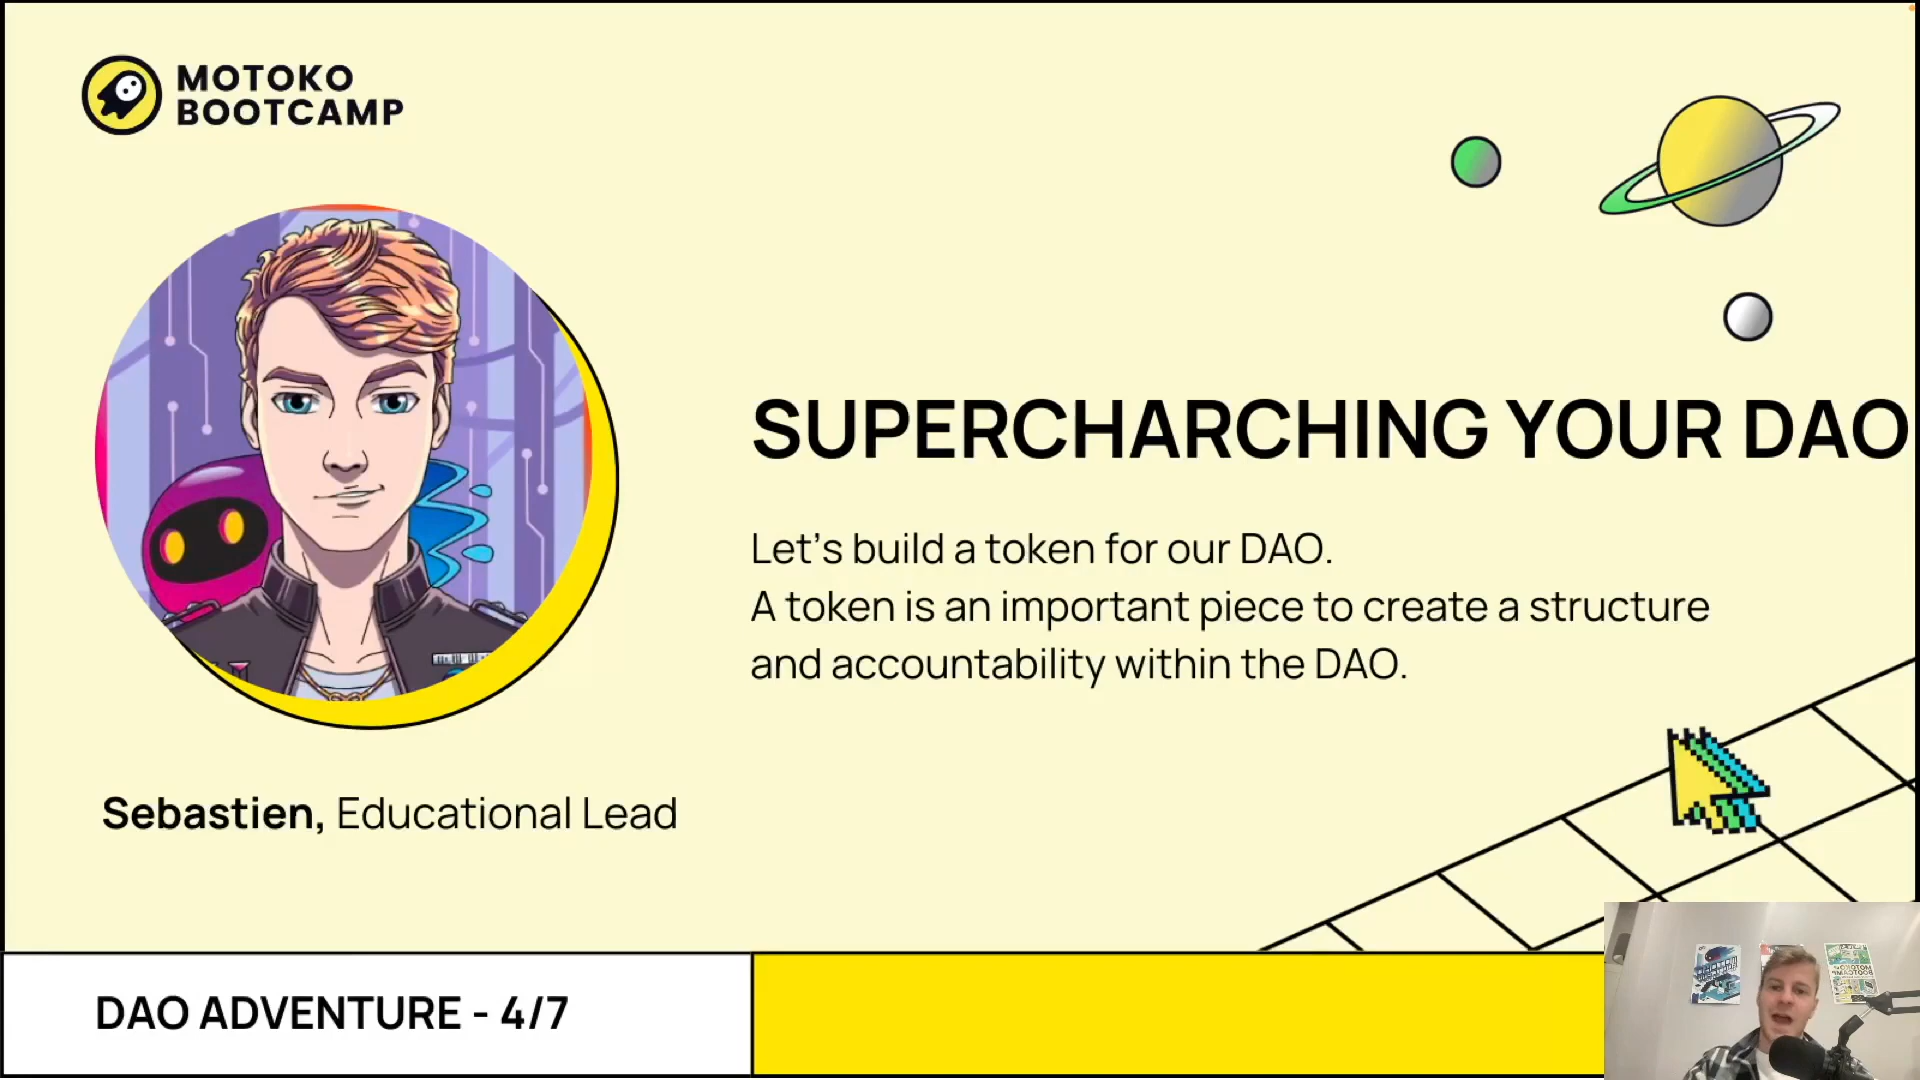 MOTOKO
BOOTCAMP
SUPERCHARCHING YOUR DAO
Let's build a token for our DAO.
A token is an important piece to create a structure
and accountability within the DAO.
Sebastien, Educational Lead
DAO ADVENTURE - 4/7